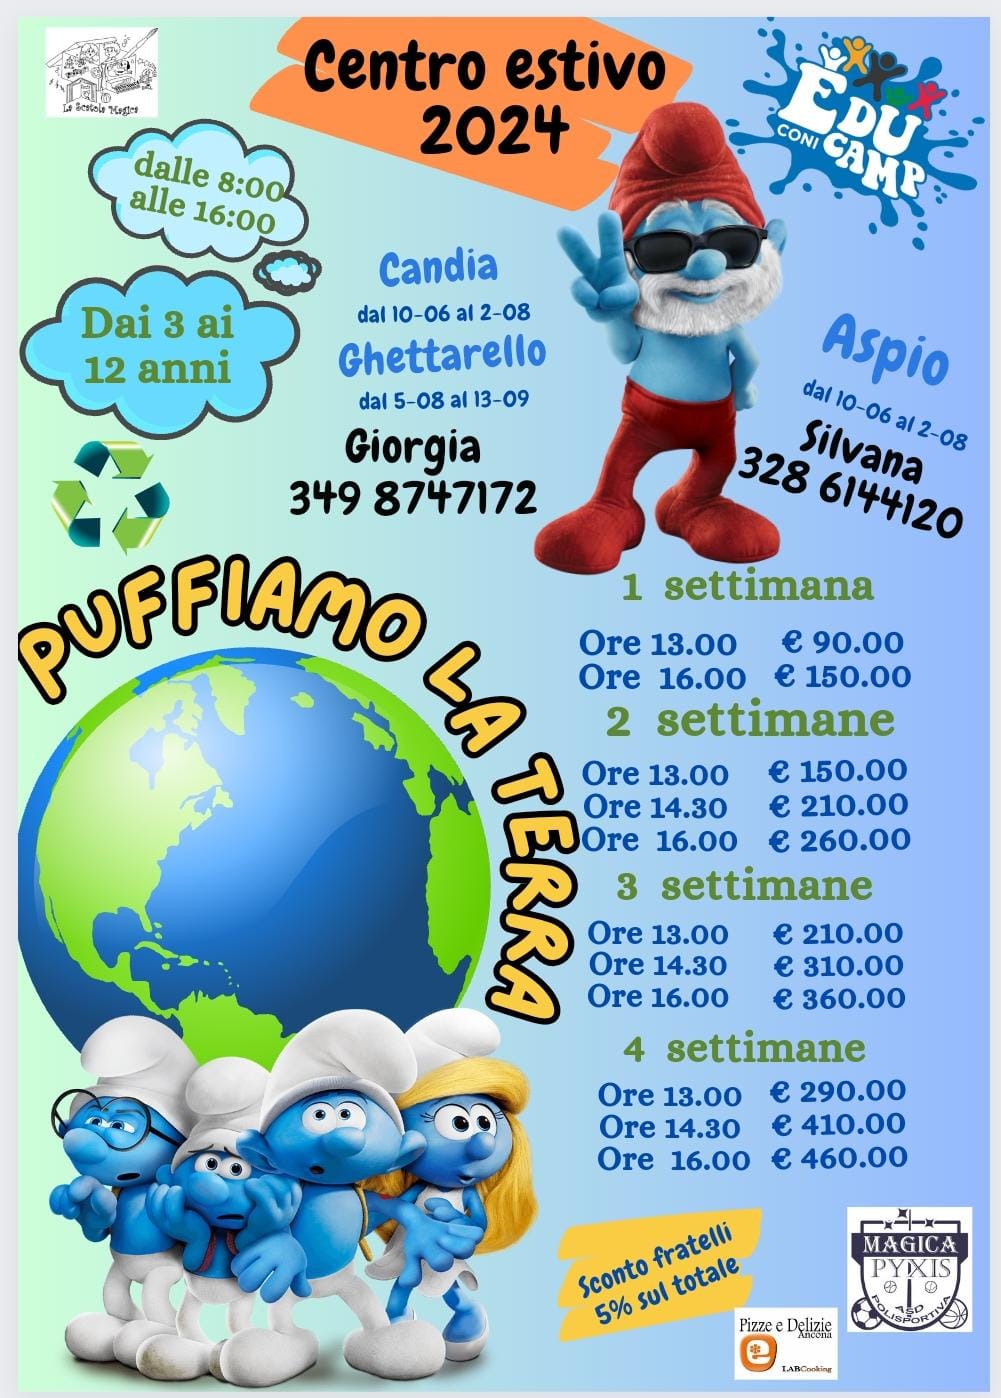 La Scatola Magica
Centro estivo
2024
EDU
CONI CAMP
dalle 8:00
alle 16:00
Dai 3 ai
12 anni
Candia
dal 10-06 al 2-08
Ghettarello
dal 5-08 al 13-09
Giorgia
349 8747172
Aspio
dal 10-06 al 2-08
Silvana
328 6144120
PUFFIAMO LA TERRA
1 settimana
Ore 13.00 € 90.00
Ore 16.00 € 150.00
2 settimane
Ore 13.00 € 150.00
Ore 14.30 € 210.00
Ore 16.00 € 260.00
3 settimane
Ore 13.00 € 210.00
Ore 14.30 € 310.00
Ore 16.00 € 360.00
4 settimane
Ore 13.00 € 290.00
Ore 14.30 € 410.00
Ore 16.00 € 460.00
Sconto fratelli
5% sul totale
MAGICA
PYXIS
ASD
POLISPORTIVA
Pizze e Delizie
Ancona
e
LABCooking